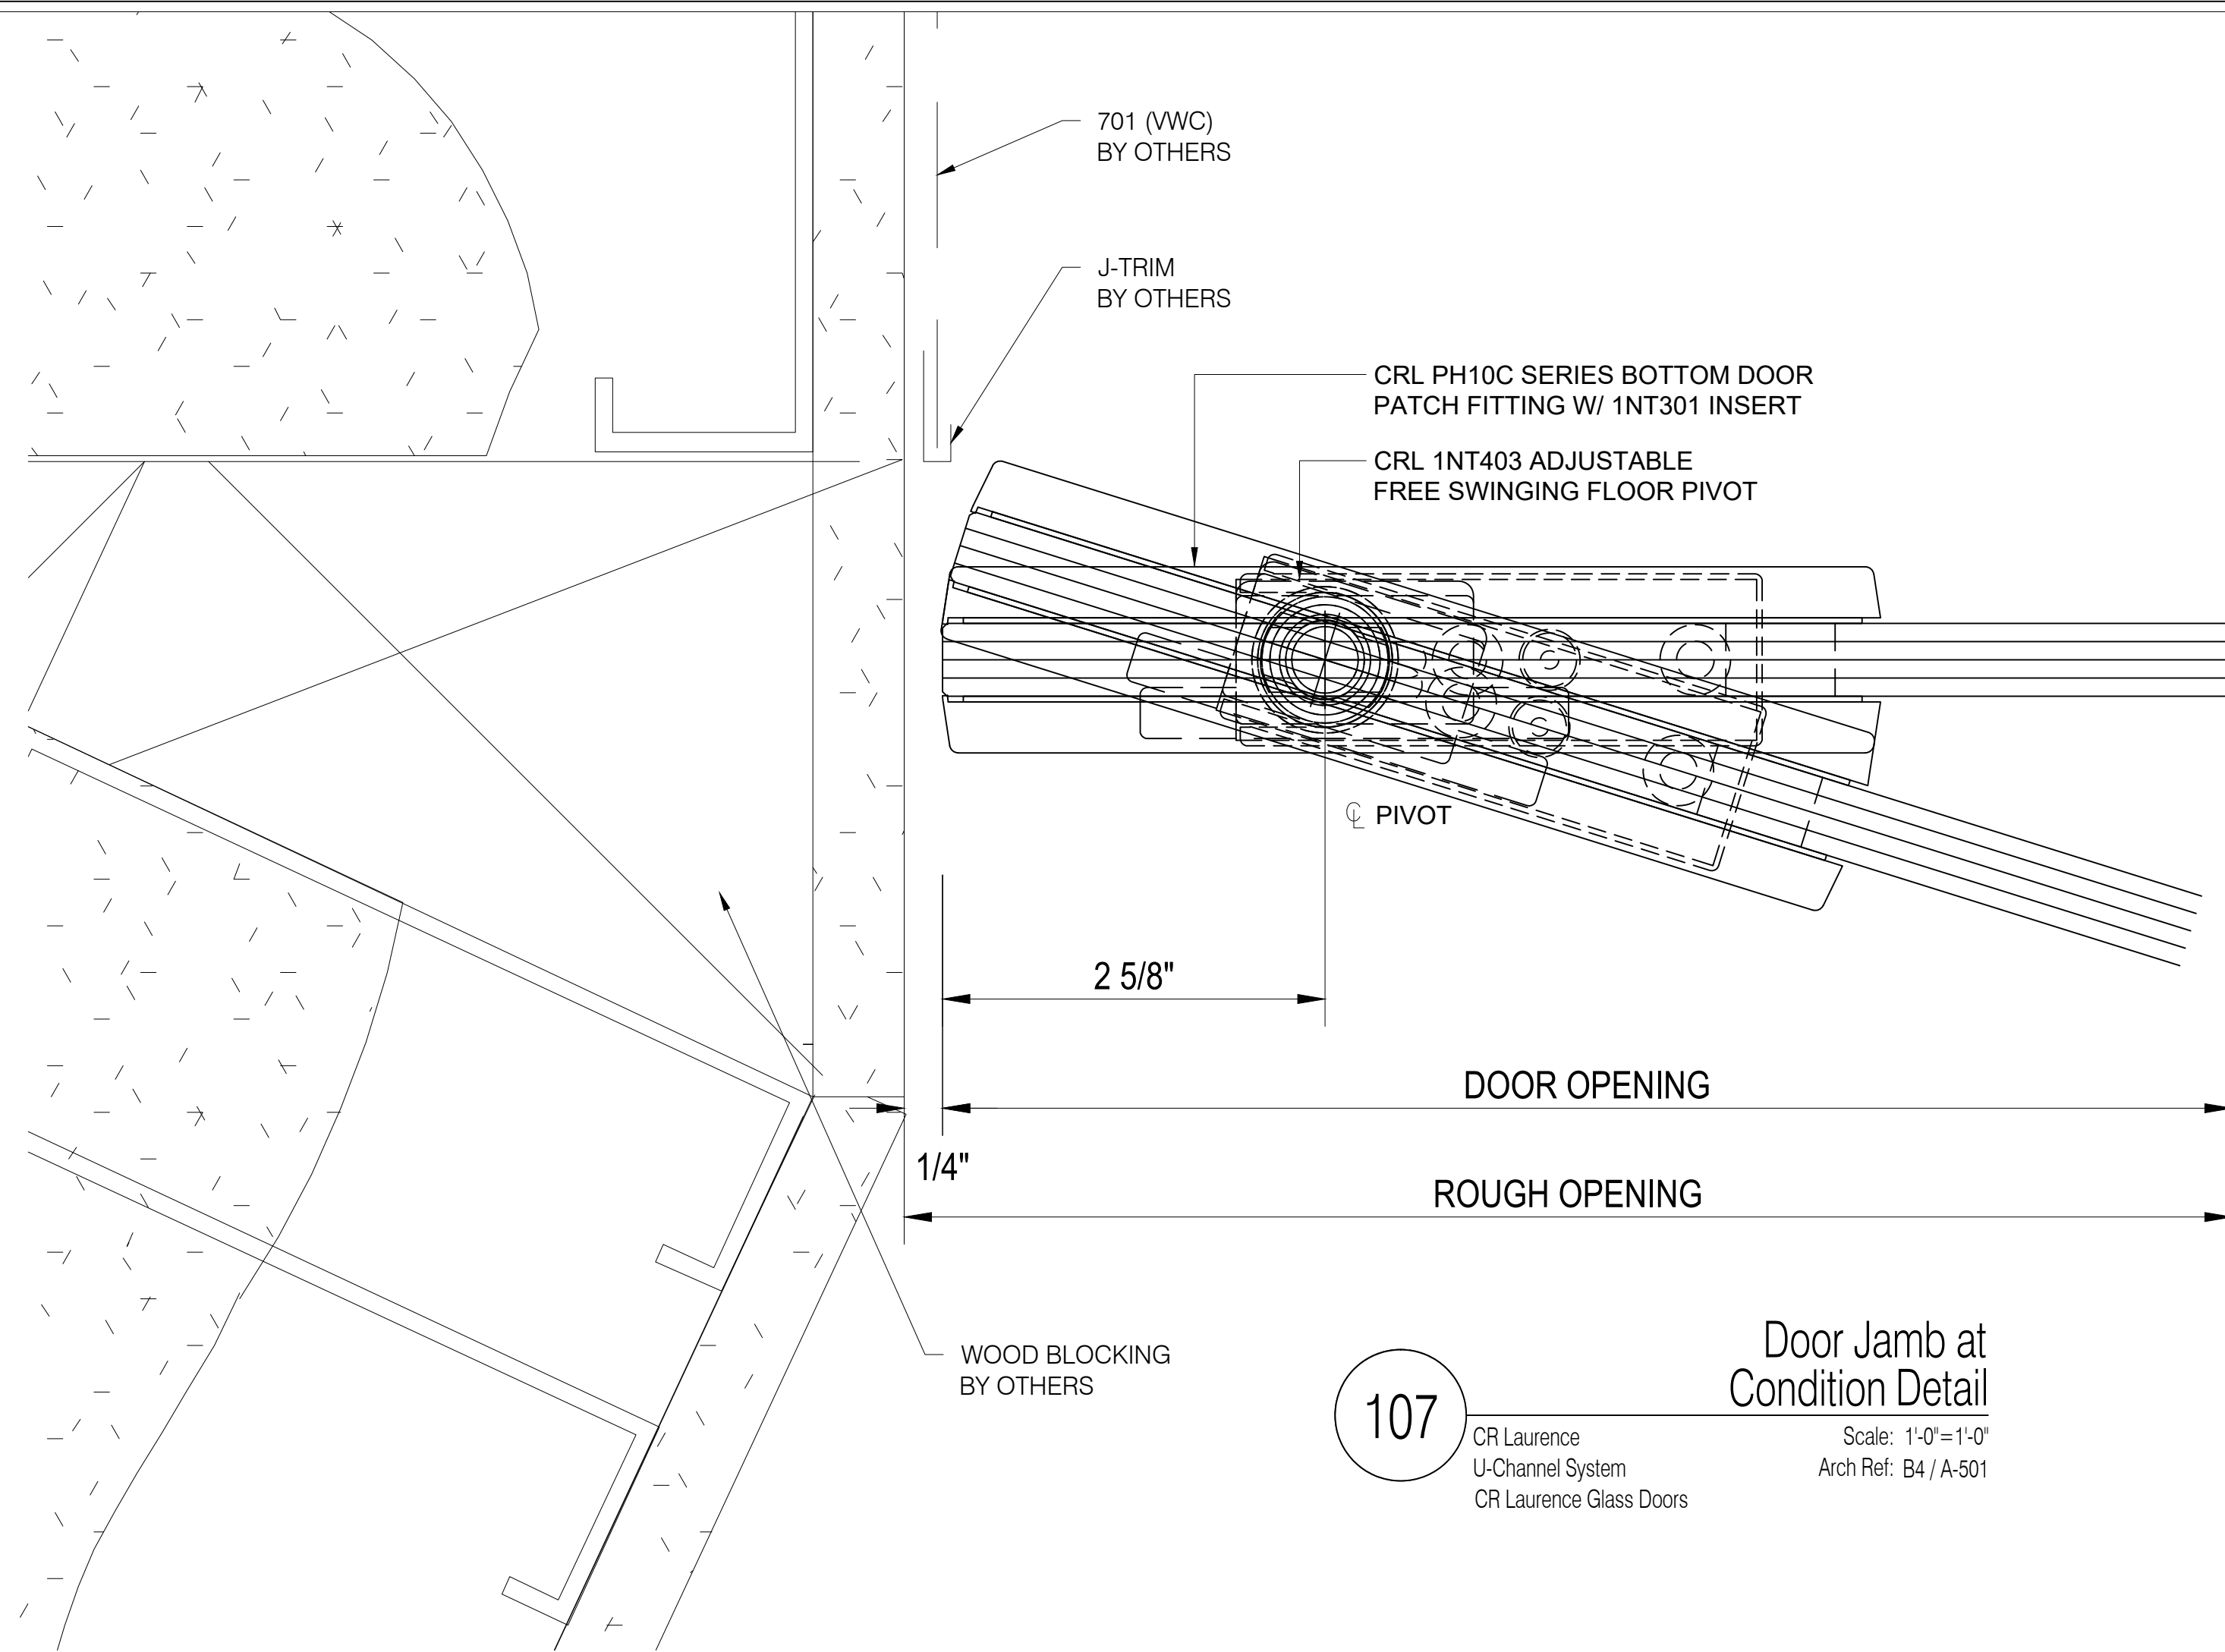 701 (VWC)
BY OTHERS
J-TRIM
BY OTHERS
CRL PH10C SERIES BOTTOM DOOR
PATCH FITTING W/ 1NT301 INSERT
CRL 1NT403 ADJUSTABLE
FREE SWINGING FLOOR PIVOT
℄ PIVOT
2 5/8"
DOOR OPENING
1/4"
ROUGH OPENING
WOOD BLOCKING
BY OTHERS
107
Door Jamb at
Condition Detail
CR Laurence
U-Channel System
CR Laurence Glass Doors
Scale: 1'-0"=1'-0"
Arch Ref: B4 / A-501